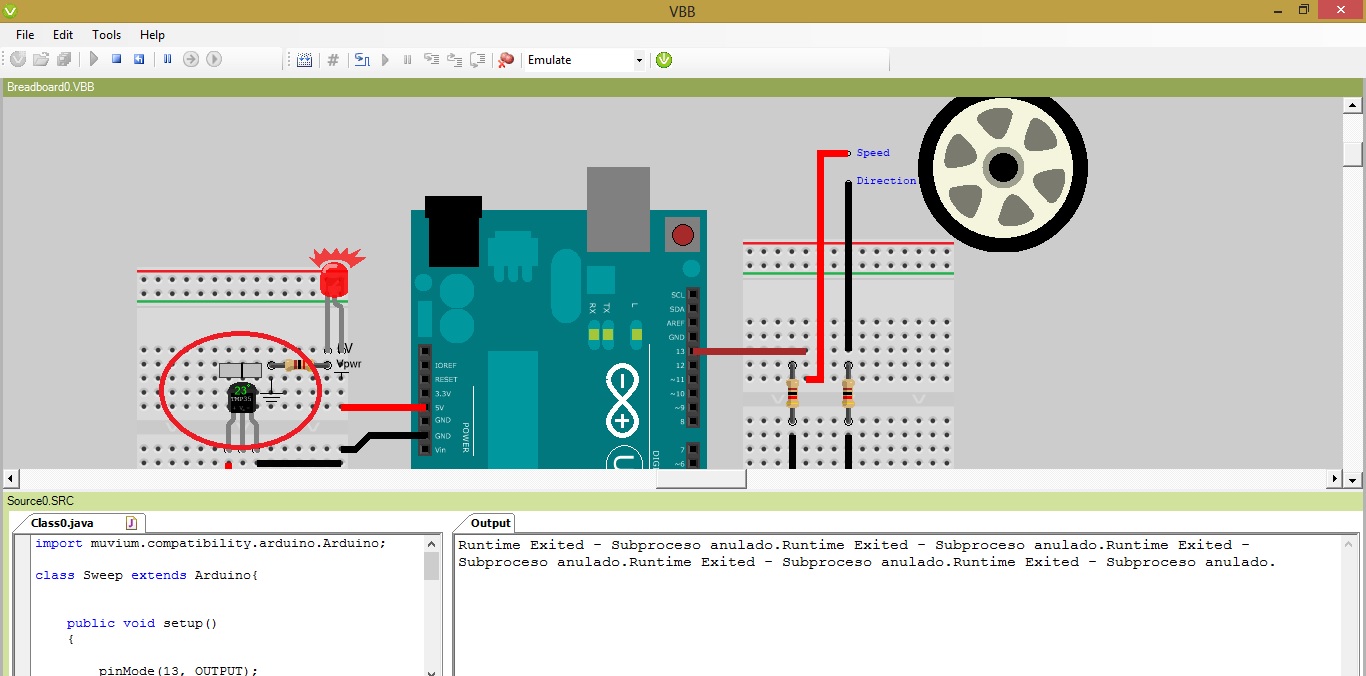 VBB
File Edit Tools Help
Emulate
Breadboard0.VBB
Speed
Direction
SCL
SDA
AREF
GND
13
12
~11
~10
~9
8
7
~6
RX
TX
L
IOREF
RESET
3.3V
5V
GND
GND
Vin
POWER
Vpwr
23°
TMP35
Source0.SRC
Class0.java
import muvium.compatibility.arduino.Arduino;
class Sweep extends Arduino{
public void setup()
{
pinMode(13, OUTPUT);
Output
Runtime Exited - Subproceso anulado.Runtime Exited - Subproceso anulado.Runtime Exited -
Subproceso anulado.Runtime Exited - Subproceso anulado.Runtime Exited - Subproceso anulado.